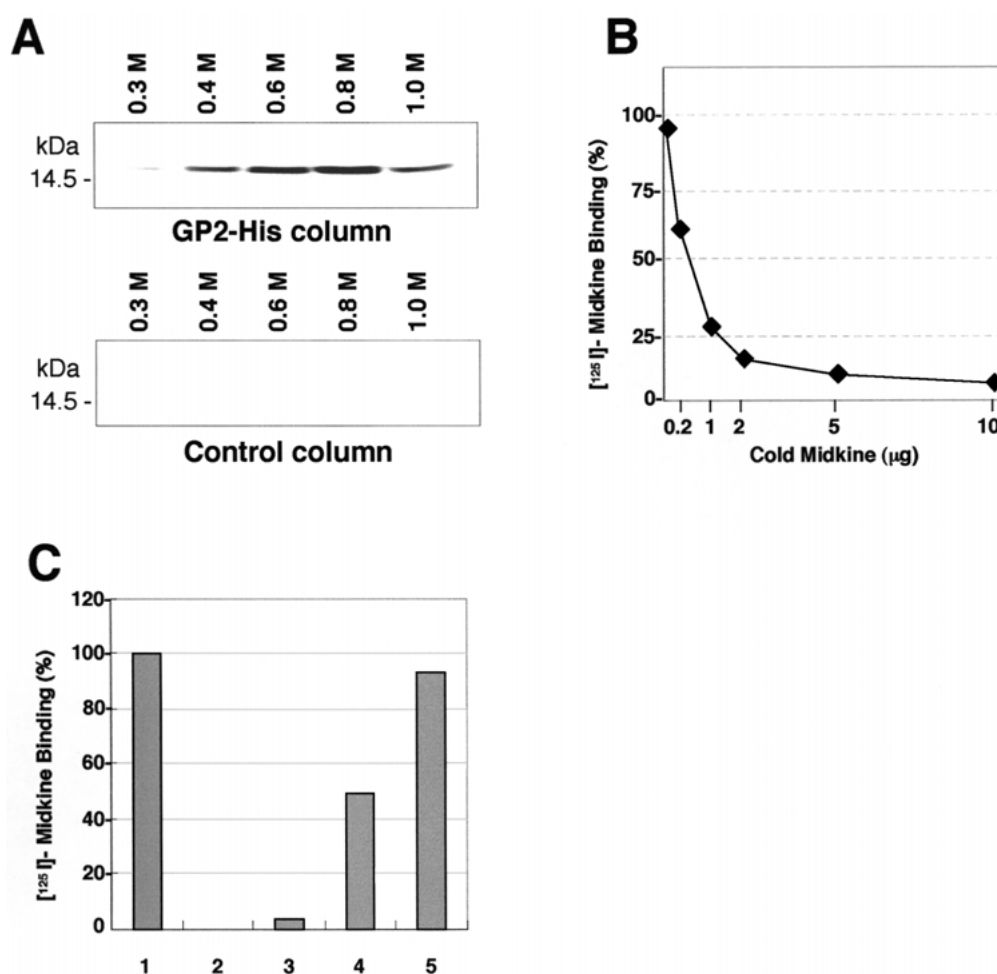 A
0.3 M 0.4 M 0.6 M 0.8 M 1.0 M
kDa
14.5 -
GP2-His column
0.3 M 0.4 M 0.6 M 0.8 M 1.0 M
kDa
14.5 -
Control column
B
100
75
50
25
0
[¹²⁵I]- Midkine Binding (%)
0.2 1 2 5 10
Cold Midkine (µg)
C
120
100
80
60
40
20
0
[¹²⁵I]- Midkine Binding (%)
1 2 3 4 5